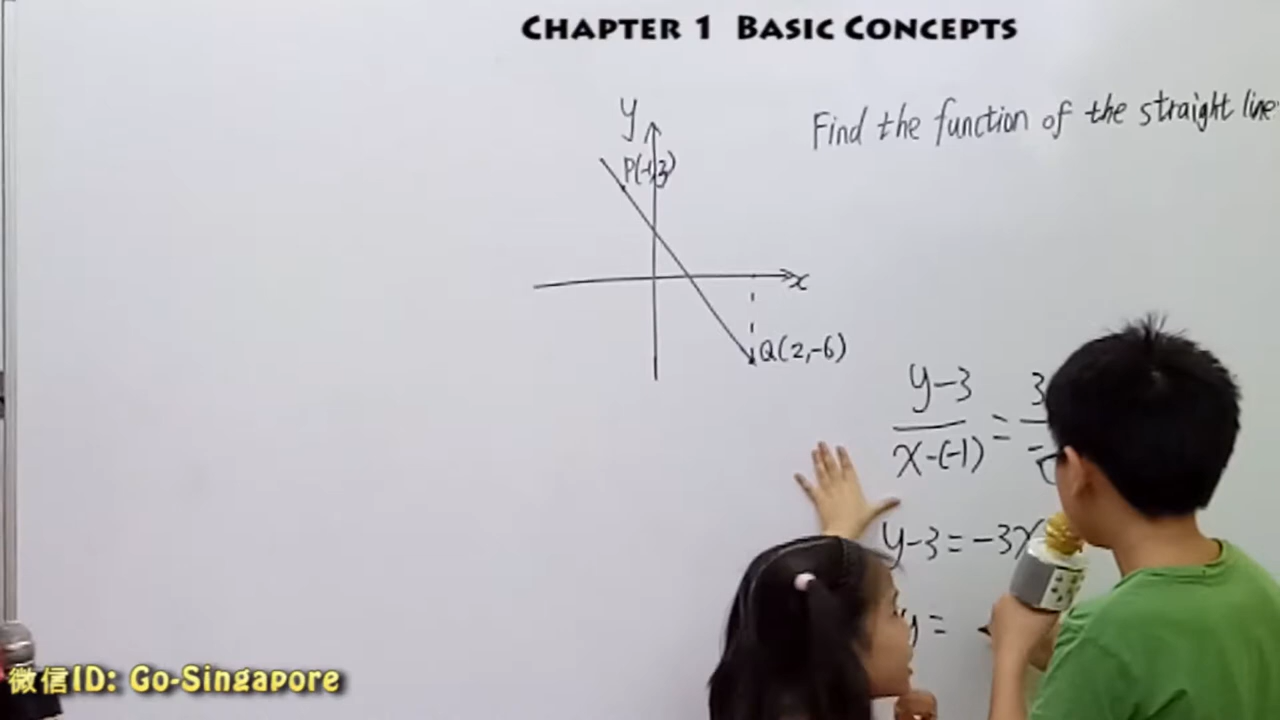 CHAPTER 1 BASIC CONCEPTS
Find the function of the straight line
y
P(-1,3)
x
Q(2,-6)
y-3
x-(-1)
=
3
y-3=-3x
y=
微信ID: Go-Singapore